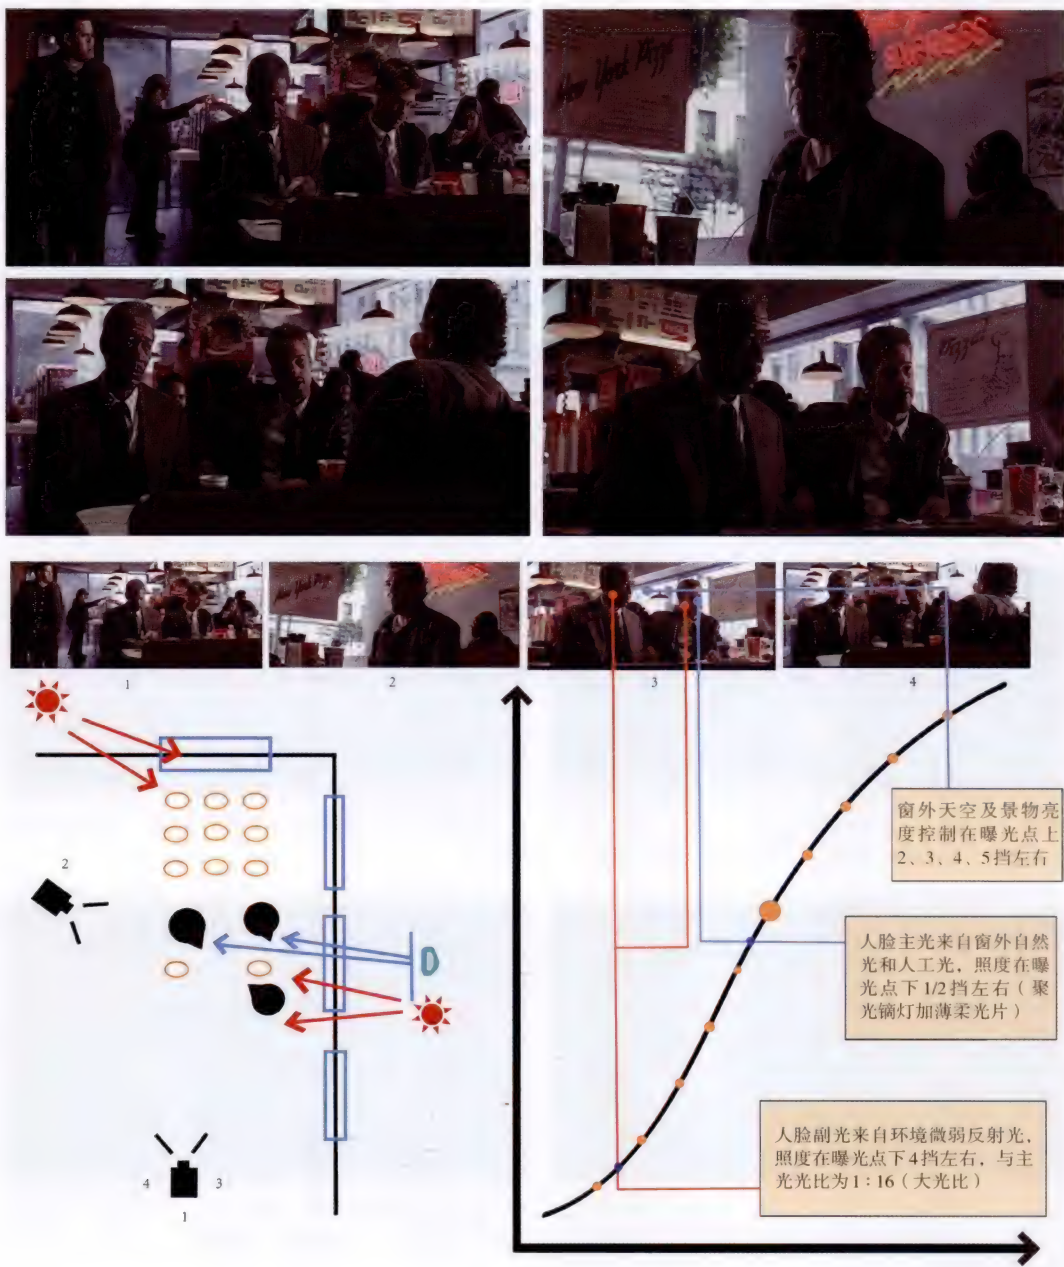 New York Pizza
EXPRESS
Pizza
1
2
3
4
窗外天空及景物亮
度控制在曝光点上
2、3、4、5挡左右
2
人脸主光来自窗外自然
光和人工光，照度在曝
光点下1/2挡左右（聚
光镝灯加薄柔光片）
人脸副光来自环境微弱反射光，
照度在曝光点下4挡左右，与主
光光比为1：16（大光比）
4
3
1